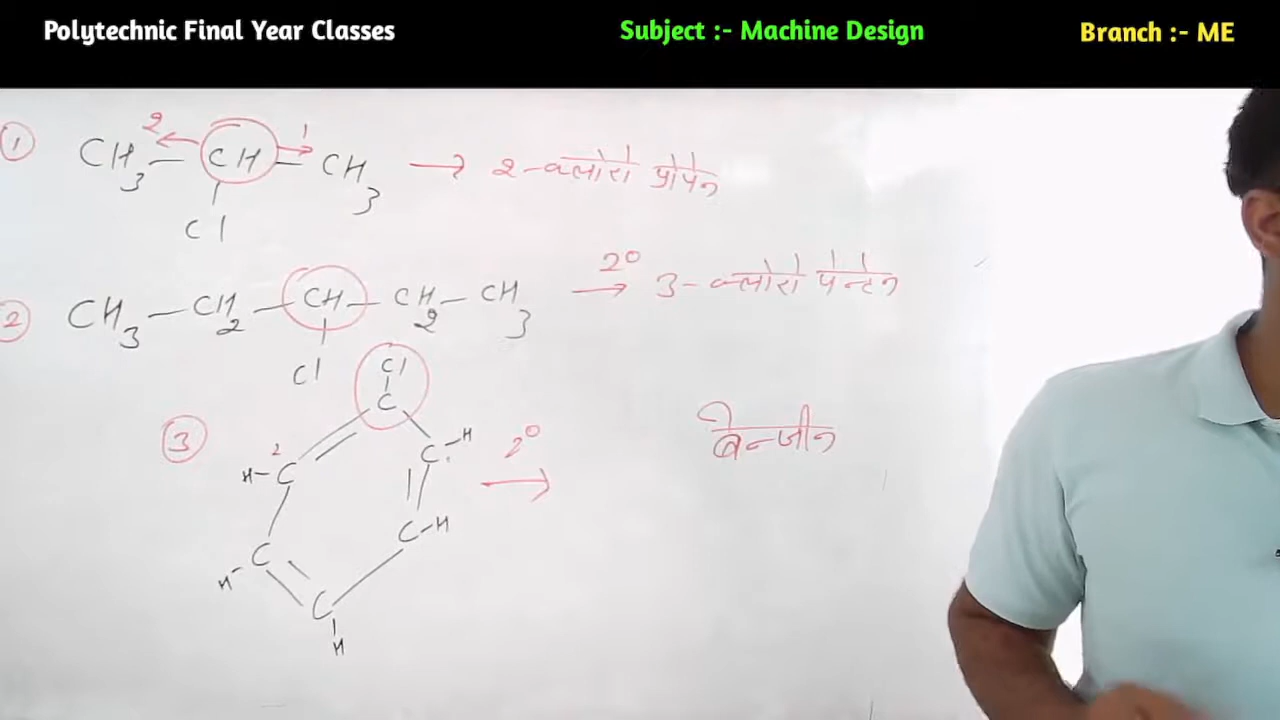 Polytechnic Final Year Classes Subject :- Machine Design Branch :- ME
2 1
① CH3 – CH = CH3 → 2-क्लोरो प्रोपेन
Cl
② CH3 – CH2 – CH – CH2 – CH3 2° → 3-क्लोरो पेन्टेन
Cl
Cl
C
③ 2 H – C C – H 2° → बेन्जीन
H – C C – H
C
H